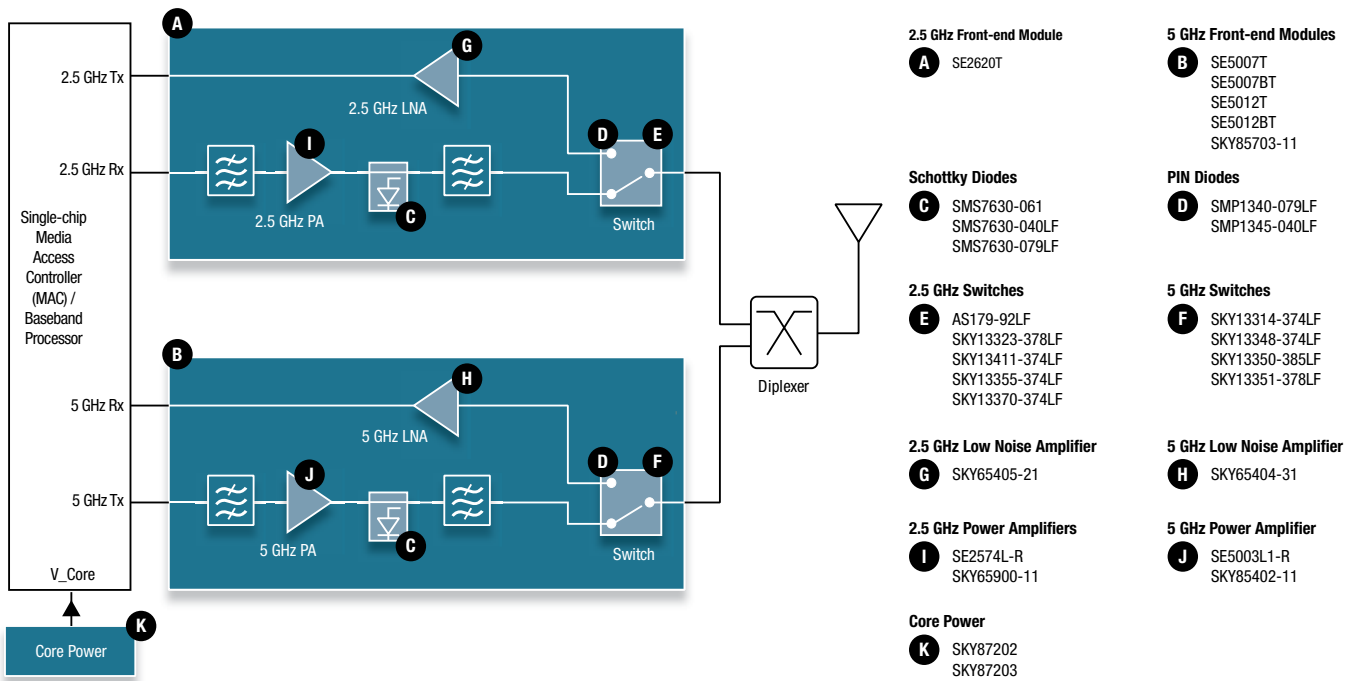 A
G
2.5 GHz Tx
2.5 GHz LNA
I
D
E
2.5 GHz Rx
2.5 GHz PA
C
Switch
Single-chip
Media
Access
Controller
(MAC) /
Baseband
Processor
B
H
5 GHz Rx
5 GHz LNA
J
D
F
5 GHz Tx
5 GHz PA
C
Switch
V_Core
K
Core Power
Diplexer
2.5 GHz Front-end Module
A
SE2620T
5 GHz Front-end Modules
B
SE5007T
SE5007BT
SE5012T
SE5012BT
SKY85703-11
Schottky Diodes
C
SMS7630-061
SMS7630-040LF
SMS7630-079LF
PIN Diodes
D
SMP1340-079LF
SMP1345-040LF
2.5 GHz Switches
E
AS179-92LF
SKY13323-378LF
SKY13411-374LF
SKY13355-374LF
SKY13370-374LF
5 GHz Switches
F
SKY13314-374LF
SKY13348-374LF
SKY13350-385LF
SKY13351-378LF
2.5 GHz Low Noise Amplifier
G
SKY65405-21
5 GHz Low Noise Amplifier
H
SKY65404-31
2.5 GHz Power Amplifiers
I
SE2574L-R
SKY65900-11
5 GHz Power Amplifier
J
SE5003L1-R
SKY85402-11
Core Power
K
SKY87202
SKY87203